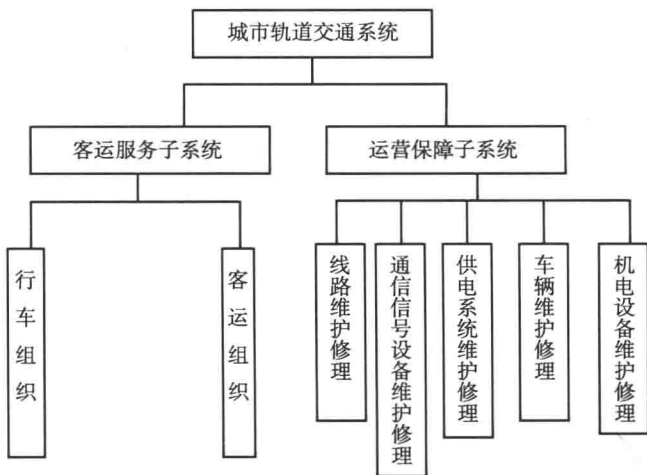 城市轨道交通系统
客运服务子系统
运营保障子系统
行车组织
客运组织
线路维护修理
通信信号设备维护修理
供电系统维护修理
车辆维护修理
机电设备维护修理